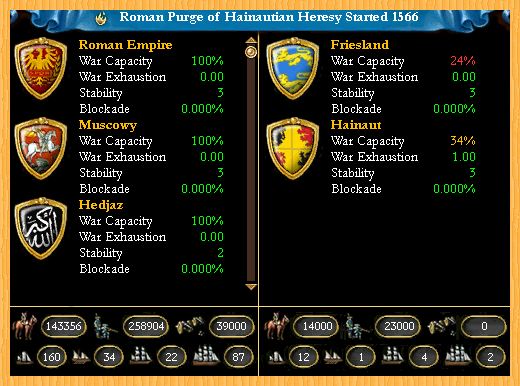 Roman Purge of Hainautian Heresy Started 1566
Roman Empire
War Capacity 100%
War Exhaustion 0.00
Stability 3
Blockade 0.000%
Muscowy
War Capacity 100%
War Exhaustion 0.00
Stability 3
Blockade 0.000%
Hedjaz
War Capacity 100%
War Exhaustion 0.00
Stability 2
Blockade 0.000%
Friesland
War Capacity 24%
War Exhaustion 0.00
Stability 3
Blockade 0.000%
Hainaut
War Capacity 34%
War Exhaustion 1.00
Stability 3
Blockade 0.000%
143356 258904 39000
160 34 22 87
14000 23000 0
12 1 4 2